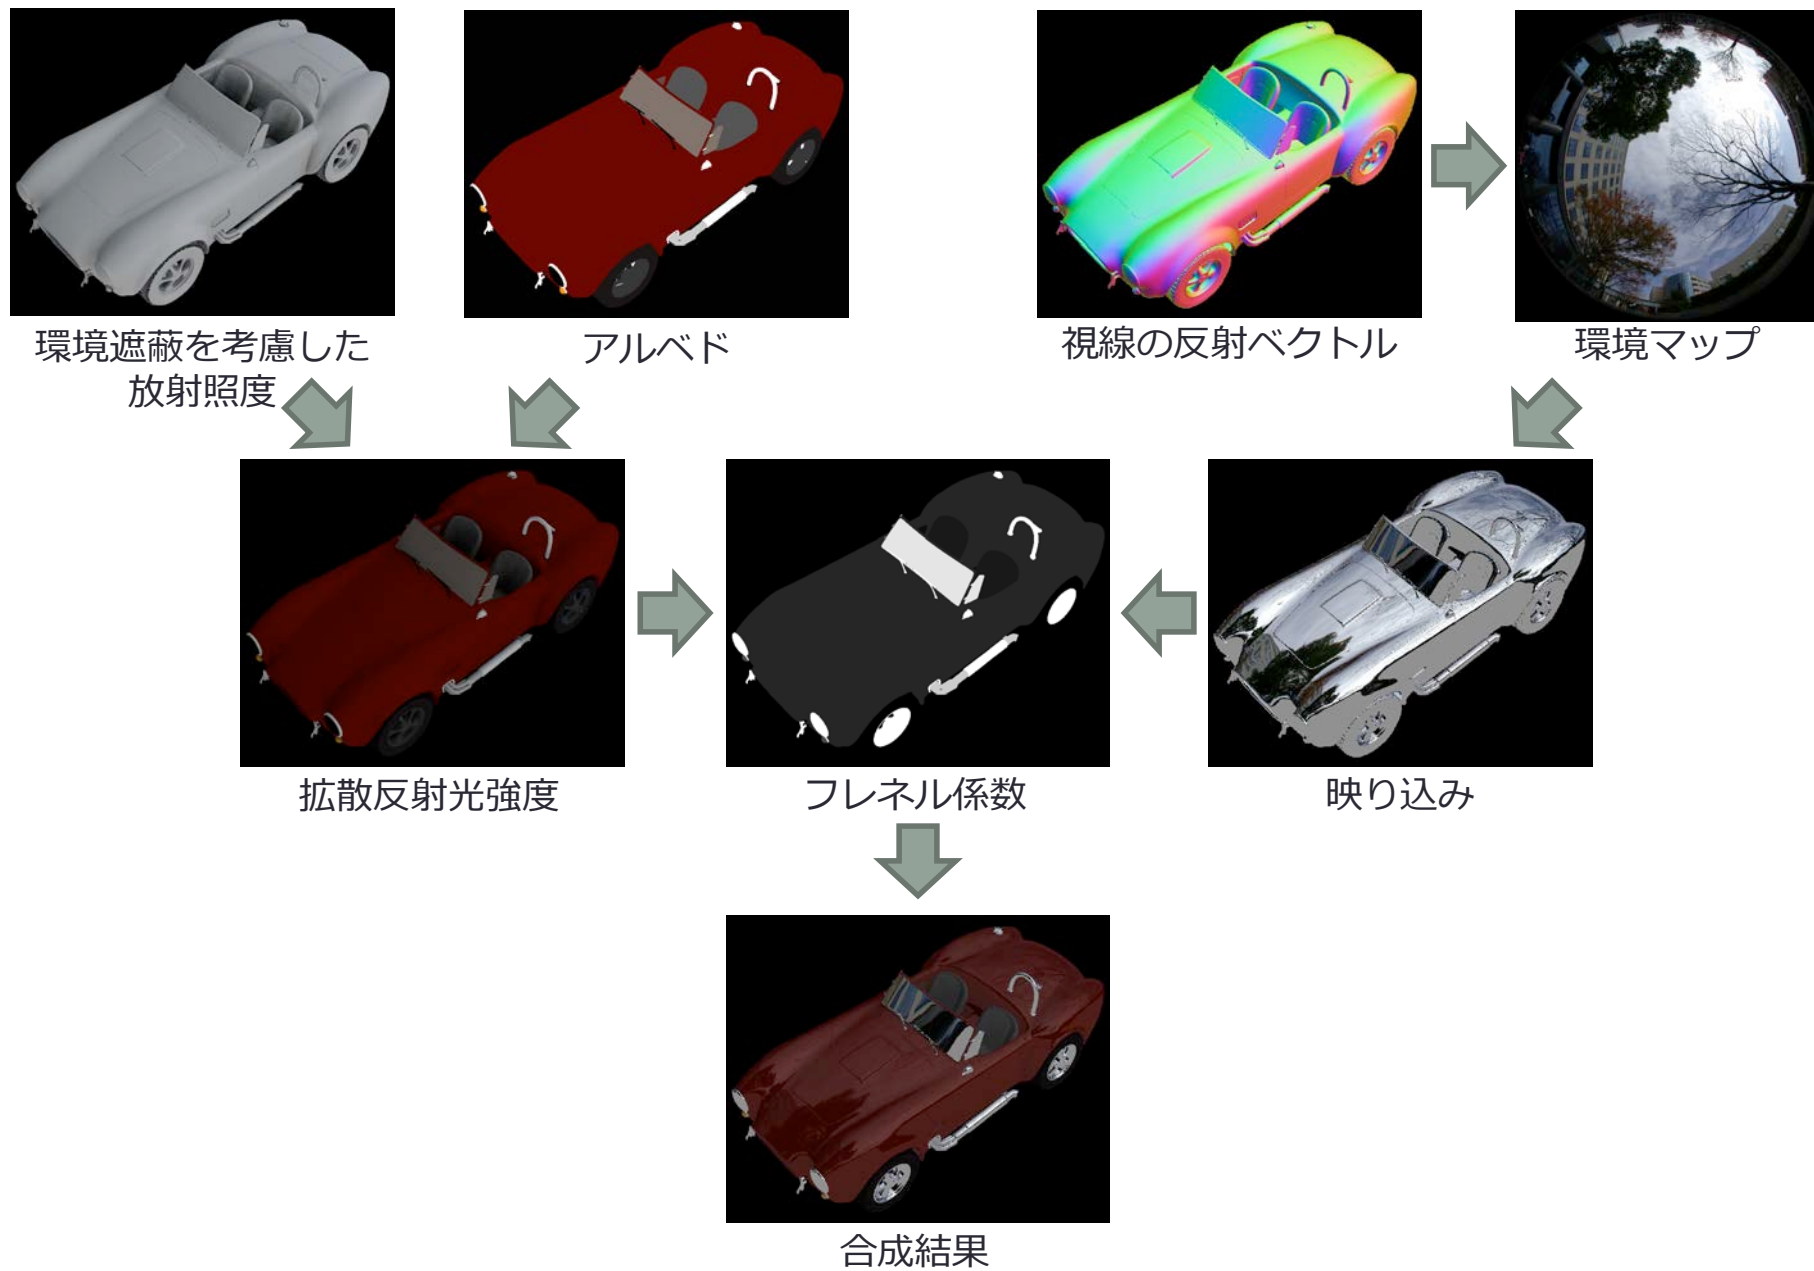 環境遮蔽を考慮した
放射照度
アルベド
視線の反射ベクトル
環境マップ
拡散反射光強度
フレネル係数
映り込み
合成結果